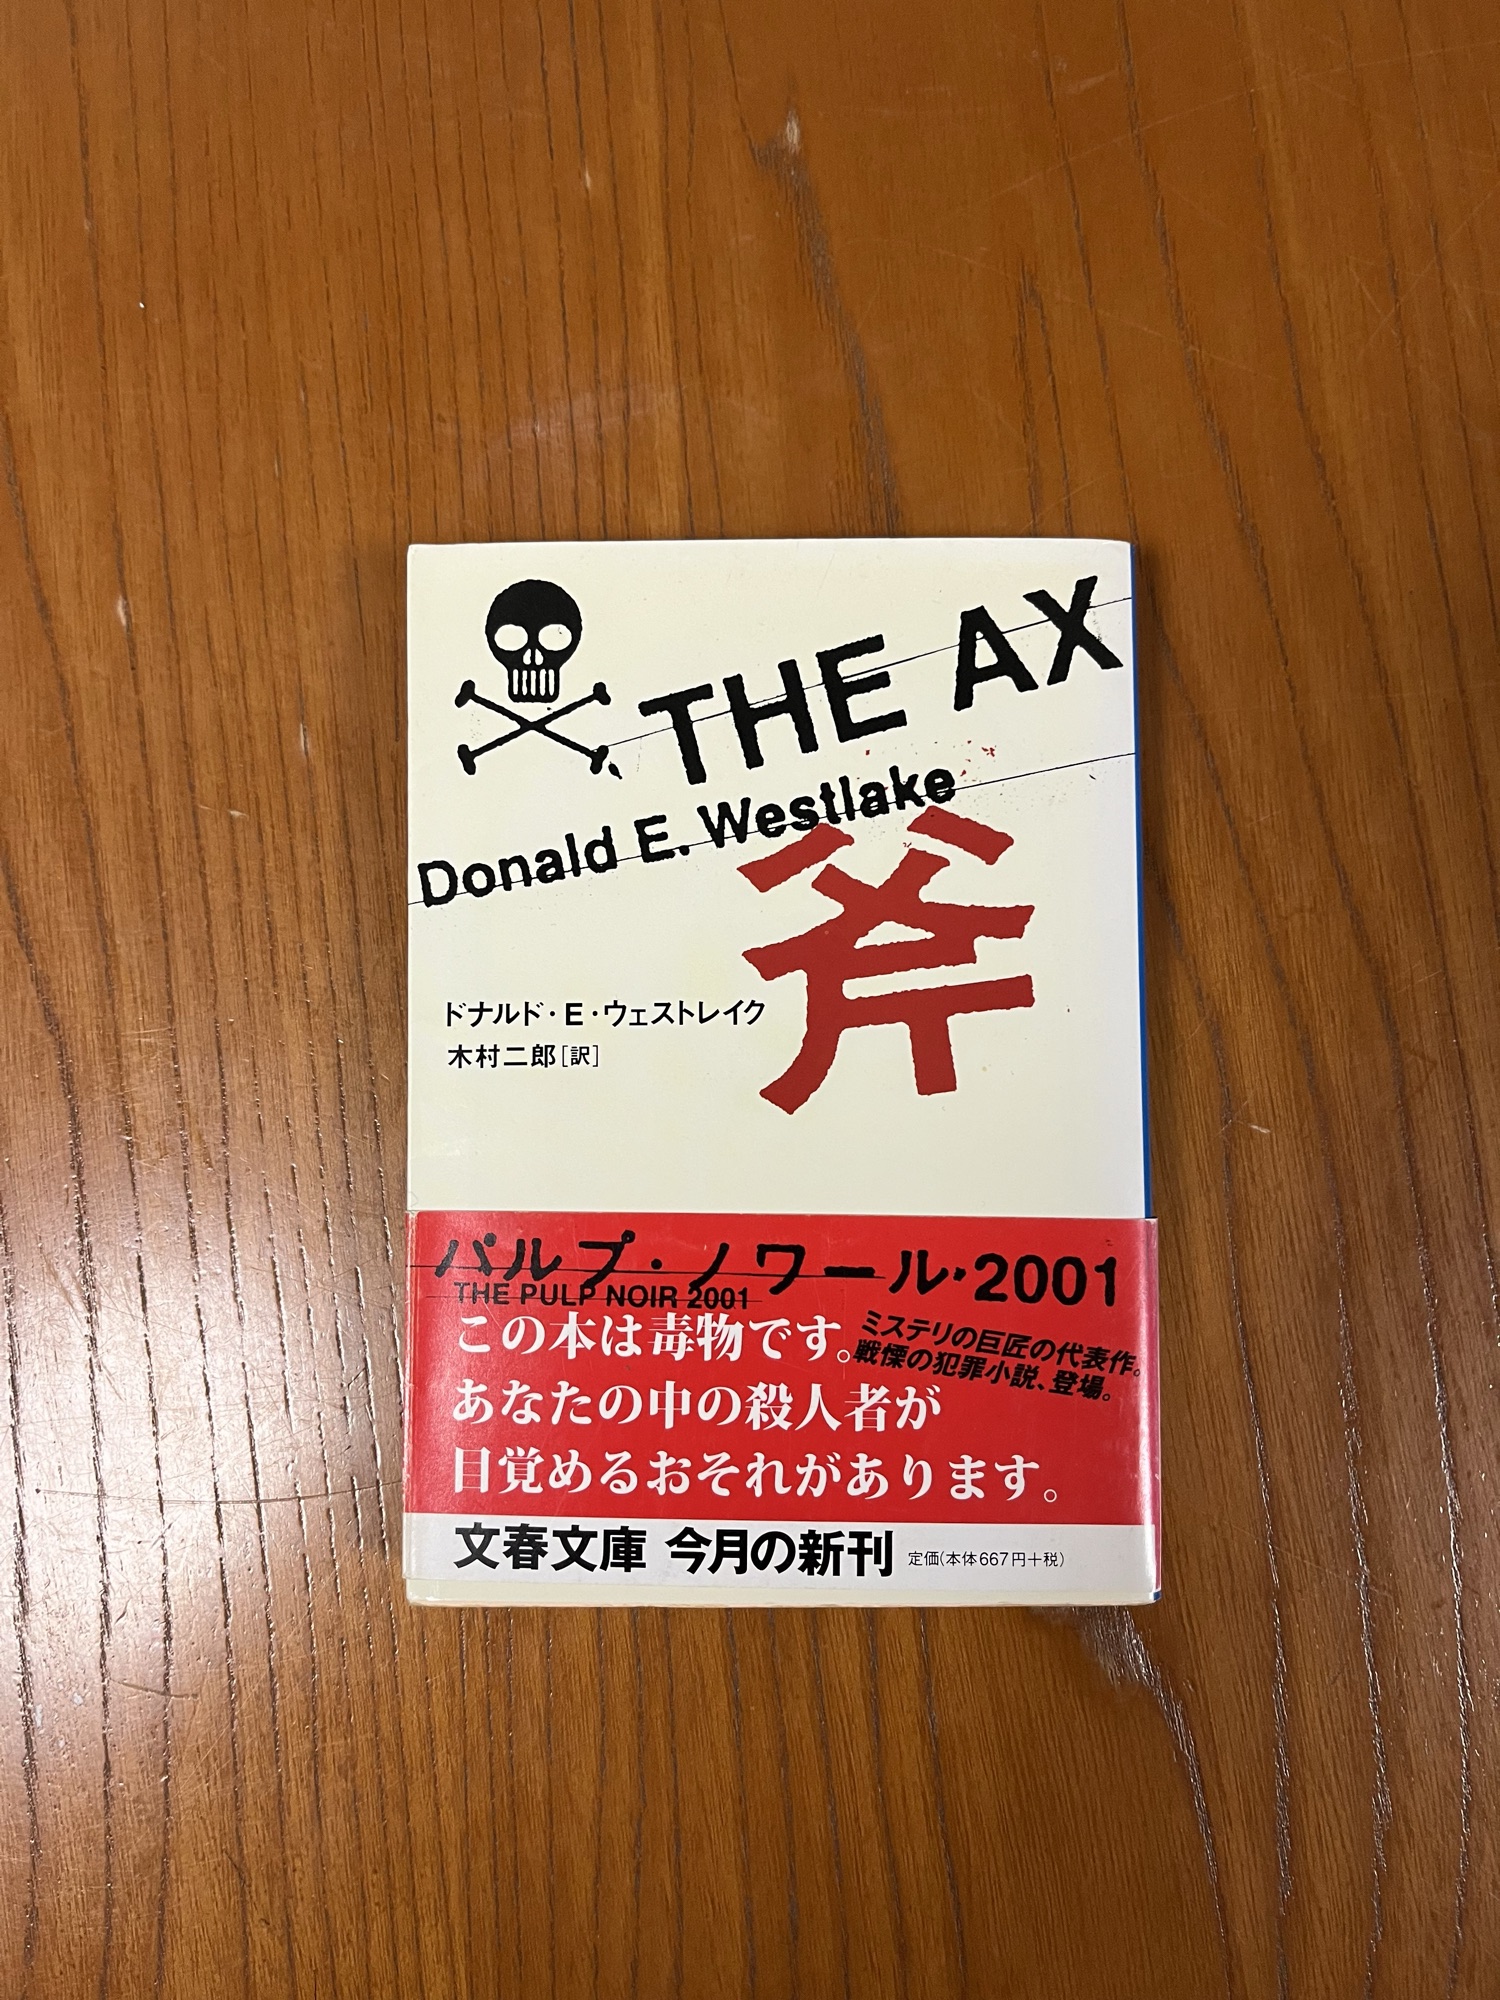 THE AX
Donald E. Westlake
斧
ドナルド・E・ウェストレイク
木村二郎[訳]
パルプ・ノワール・2001
THE PULP NOIR 2001
この本は毒物です。
あなたの中の殺人者が
目覚めるおそれがあります。
ミステリの巨匠の代表作。
戦慄の犯罪小説、登場。
文春文庫 今月の新刊 定価(本体667円+税)